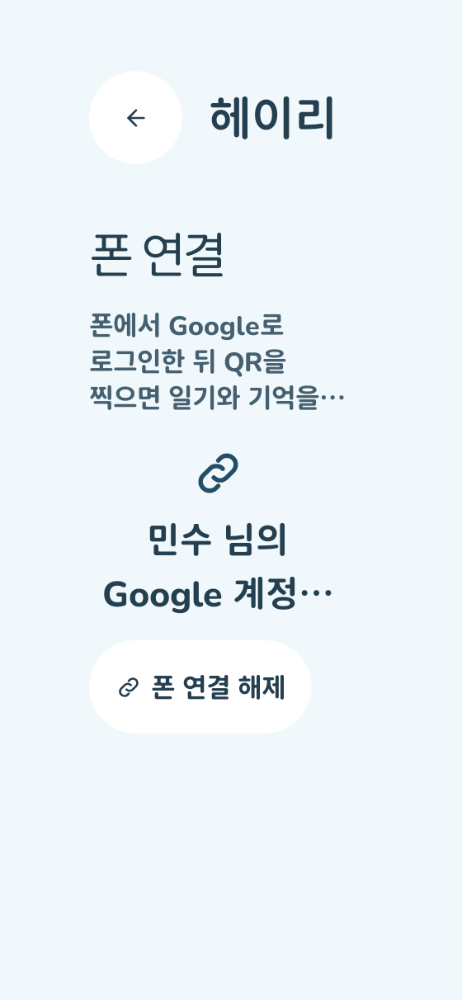 헤이리
폰 연결
폰에서 Google로
로그인한 뒤 QR을
찍으면 일기와 기억을…
민수 님의
Google 계정…
폰 연결 해제